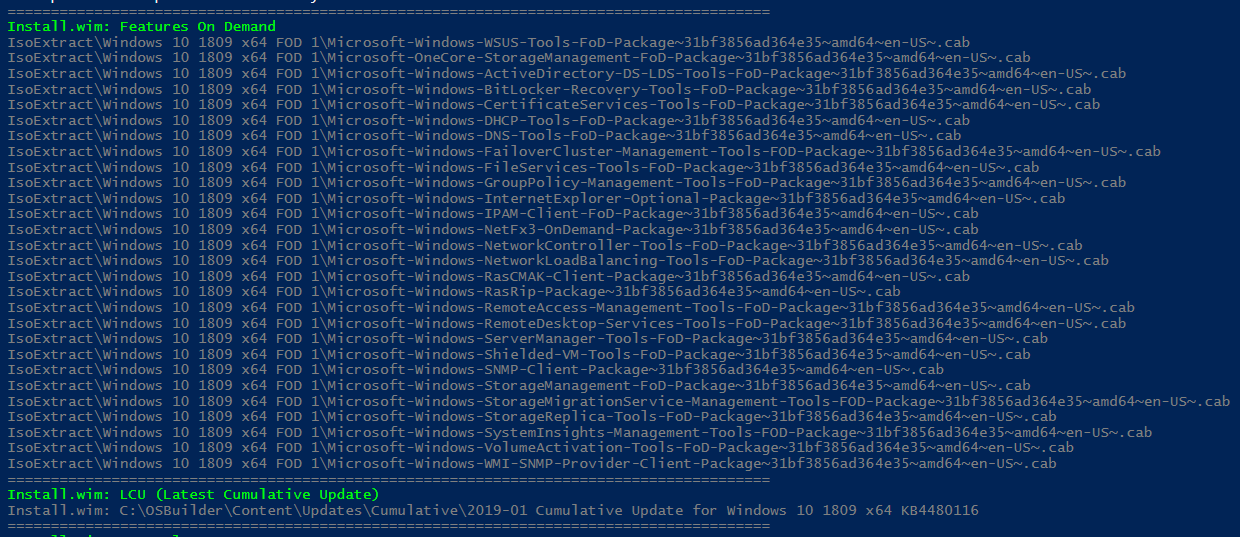 ======================================================================================
Install.wim: Features On Demand
IsoExtract\Windows 10 1809 x64 FOD 1\Microsoft-Windows-WSUS-Tools-FoD-Package~31bf3856ad364e35~amd64~en-US~.cab
IsoExtract\Windows 10 1809 x64 FOD 1\Microsoft-OneCore-StorageManagement-FoD-Package~31bf3856ad364e35~amd64~en-US~.cab
IsoExtract\Windows 10 1809 x64 FOD 1\Microsoft-Windows-ActiveDirectory-DS-LDS-Tools-FoD-Package~31bf3856ad364e35~amd64~en-US~.cab
IsoExtract\Windows 10 1809 x64 FOD 1\Microsoft-Windows-BitLocker-Recovery-Tools-FoD-Package~31bf3856ad364e35~amd64~en-US~.cab
IsoExtract\Windows 10 1809 x64 FOD 1\Microsoft-Windows-CertificateServices-Tools-FoD-Package~31bf3856ad364e35~amd64~en-US~.cab
IsoExtract\Windows 10 1809 x64 FOD 1\Microsoft-Windows-DHCP-Tools-FoD-Package~31bf3856ad364e35~amd64~en-US~.cab
IsoExtract\Windows 10 1809 x64 FOD 1\Microsoft-Windows-DNS-Tools-FoD-Package~31bf3856ad364e35~amd64~en-US~.cab
IsoExtract\Windows 10 1809 x64 FOD 1\Microsoft-Windows-FailoverCluster-Management-Tools-FOD-Package~31bf3856ad364e35~amd64~en-US~.cab
IsoExtract\Windows 10 1809 x64 FOD 1\Microsoft-Windows-FileServices-Tools-FoD-Package~31bf3856ad364e35~amd64~en-US~.cab
IsoExtract\Windows 10 1809 x64 FOD 1\Microsoft-Windows-GroupPolicy-Management-Tools-FoD-Package~31bf3856ad364e35~amd64~en-US~.cab
IsoExtract\Windows 10 1809 x64 FOD 1\Microsoft-Windows-InternetExplorer-Optional-Package~31bf3856ad364e35~amd64~en-US~.cab
IsoExtract\Windows 10 1809 x64 FOD 1\Microsoft-Windows-IPAM-Client-FoD-Package~31bf3856ad364e35~amd64~en-US~.cab
IsoExtract\Windows 10 1809 x64 FOD 1\Microsoft-Windows-NetFx3-OnDemand-Package~31bf3856ad364e35~amd64~en-US~.cab
IsoExtract\Windows 10 1809 x64 FOD 1\Microsoft-Windows-NetworkController-Tools-FoD-Package~31bf3856ad364e35~amd64~en-US~.cab
IsoExtract\Windows 10 1809 x64 FOD 1\Microsoft-Windows-NetworkLoadBalancing-Tools-FoD-Package~31bf3856ad364e35~amd64~en-US~.cab
IsoExtract\Windows 10 1809 x64 FOD 1\Microsoft-Windows-RasCMAK-Client-Package~31bf3856ad364e35~amd64~en-US~.cab
IsoExtract\Windows 10 1809 x64 FOD 1\Microsoft-Windows-RasRip-Package~31bf3856ad364e35~amd64~en-US~.cab
IsoExtract\Windows 10 1809 x64 FOD 1\Microsoft-Windows-RemoteAccess-Management-Tools-FoD-Package~31bf3856ad364e35~amd64~en-US~.cab
IsoExtract\Windows 10 1809 x64 FOD 1\Microsoft-Windows-RemoteDesktop-Services-Tools-FoD-Package~31bf3856ad364e35~amd64~en-US~.cab
IsoExtract\Windows 10 1809 x64 FOD 1\Microsoft-Windows-ServerManager-Tools-FoD-Package~31bf3856ad364e35~amd64~en-US~.cab
IsoExtract\Windows 10 1809 x64 FOD 1\Microsoft-Windows-Shielded-VM-Tools-FoD-Package~31bf3856ad364e35~amd64~en-US~.cab
IsoExtract\Windows 10 1809 x64 FOD 1\Microsoft-Windows-SNMP-Client-Package~31bf3856ad364e35~amd64~en-US~.cab
IsoExtract\Windows 10 1809 x64 FOD 1\Microsoft-Windows-StorageManagement-FoD-Package~31bf3856ad364e35~amd64~en-US~.cab
IsoExtract\Windows 10 1809 x64 FOD 1\Microsoft-Windows-StorageMigrationService-Management-Tools-FOD-Package~31bf3856ad364e35~amd64~en-US~.cab
IsoExtract\Windows 10 1809 x64 FOD 1\Microsoft-Windows-StorageReplica-Tools-FoD-Package~31bf3856ad364e35~amd64~en-US~.cab
IsoExtract\Windows 10 1809 x64 FOD 1\Microsoft-Windows-SystemInsights-Management-Tools-FOD-Package~31bf3856ad364e35~amd64~en-US~.cab
IsoExtract\Windows 10 1809 x64 FOD 1\Microsoft-Windows-VolumeActivation-Tools-FoD-Package~31bf3856ad364e35~amd64~en-US~.cab
IsoExtract\Windows 10 1809 x64 FOD 1\Microsoft-Windows-WMI-SNMP-Provider-Client-Package~31bf3856ad364e35~amd64~en-US~.cab
======================================================================================
Install.wim: LCU (Latest Cumulative Update)
Install.wim: C:\OSBuilder\Content\Updates\Cumulative\2019-01 Cumulative Update for Windows 10 1809 x64 KB4480116
======================================================================================